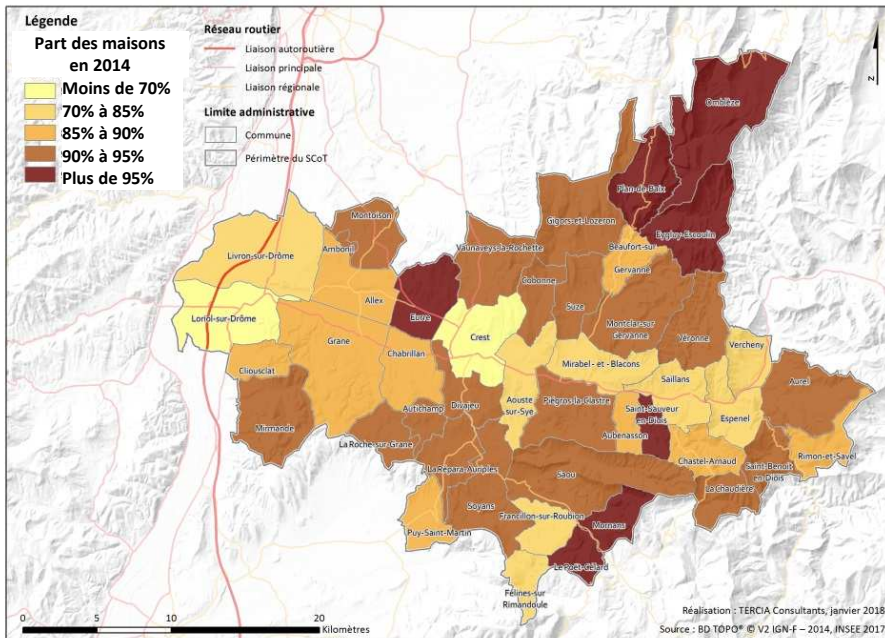 Légende
Part des maisons
en 2014
Moins de 70%
70% à 85%
85% à 90%
90% à 95%
Plus de 95%
Réseau routier
Liaison autoroutière
Liaison principale
Liaison régionale
Limite administrative
Commune
Périmètre du SCoT
z
Omblèze
Plan-de-Baix
Eygluy-Escoulin
Gigors-et-Lozeron
Beaufort-sur-
Gervanne
Montoison
Ambonil
Vaunaveys-la-Rochette
Livron-sur-Drôme
Cobonne
Suze
Allex
Eurre
Loriol-sur-Drôme
Montclar-sur
Gervanne
Véronne
Vercheny
Crest
Grane
Chabrillan
Mirabel - et - Blacons
Saillans
Cliousclat
Aurel
Aouste
sur-Sye
Piégros-la-Clastre
Saint-Sauveur
en-Diois
Espenel
Autichamp
Divajeu
Mirmande
Aubenasson
La Roche-sur-Grane
Chastel-Arnaud
Saint-Benoit
en-Diois
Rimon-et-Savel
La Répara-Auriples
Saou
La Chaudière
Soyans
Francillon-sur-Roubion
Mornans
Puy-Saint-Martin
Le Poët-Célard
Félines-sur
Rimandoule
0 5 10 20
Kilomètres
Réalisation : TERCIA Consultants, janvier 2018
Source : BD TOPO® © V2 IGN-F – 2014, INSEE 2017